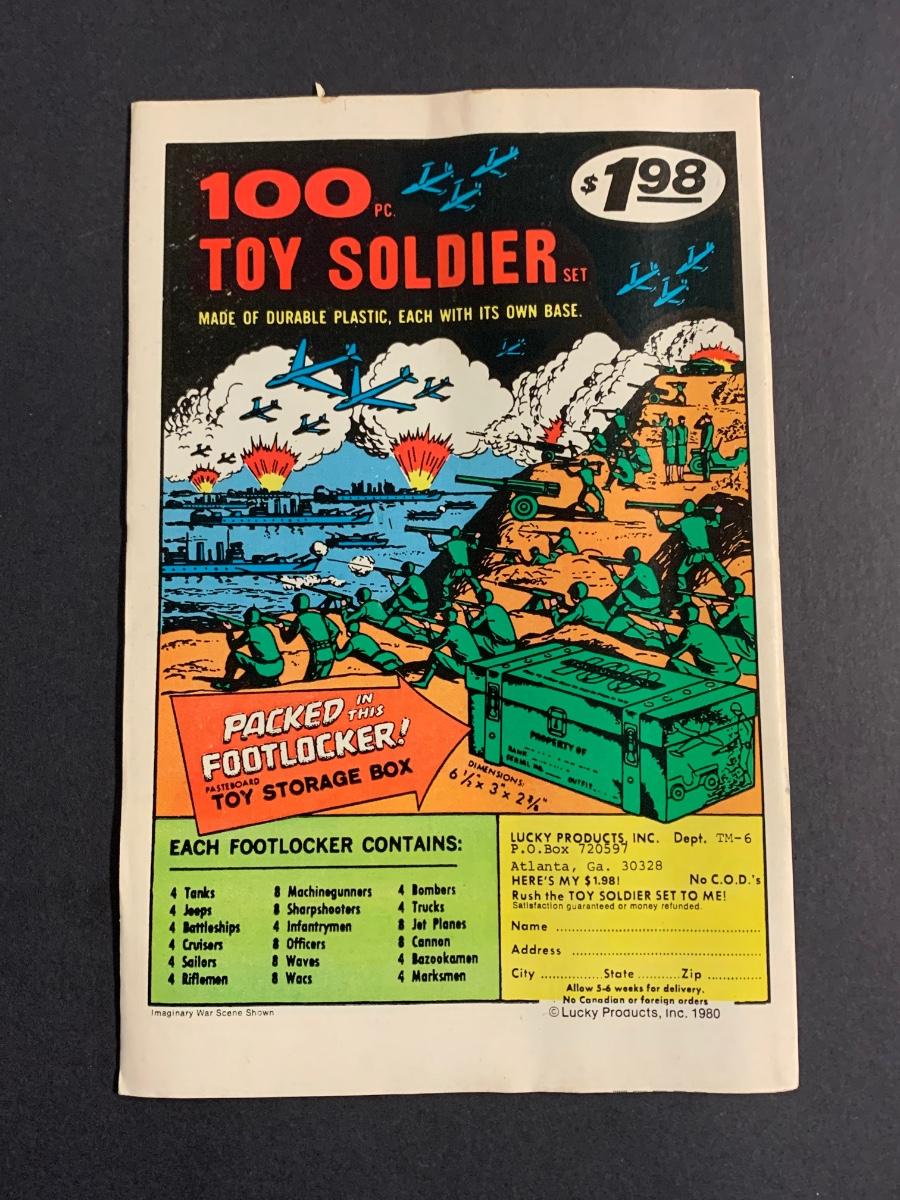 100 PC.
$1.98
TOY SOLDIER SET
MADE OF DURABLE PLASTIC, EACH WITH ITS OWN BASE.
PACKED IN THIS
FOOTLOCKER!
PASTEBOARD
TOY STORAGE BOX
DIMENSIONS:
6 1/2" x 3" x
PROPERTY OF
SERIAL NO.
EACH FOOTLOCKER CONTAINS:
4 Tanks
4 Jeeps
4 Battleships
4 Cruisers
4 Sailors
4 Riflemen
8 Machinegunners
8 Sharpshooters
4 Infantrymen
8 Officers
8 Waves
8 Wacs
4 Bombers
4 Trucks
8 Jet Planes
8 Cannon
4 Bazookamen
4 Marksmen
LUCKY PRODUCTS, INC. Dept. TM-6
P.O.Box 720597
Atlanta, Ga. 30328
HERE'S MY $1.98! No C.O.D.'s
Rush the TOY SOLDIER SET TO ME!
Satisfaction guaranteed or money refunded.
Name
Address
City State Zip
Allow 5-6 weeks for delivery.
No Canadian or foreign orders
Imaginary War Scene Shown
© Lucky Products, Inc. 1980